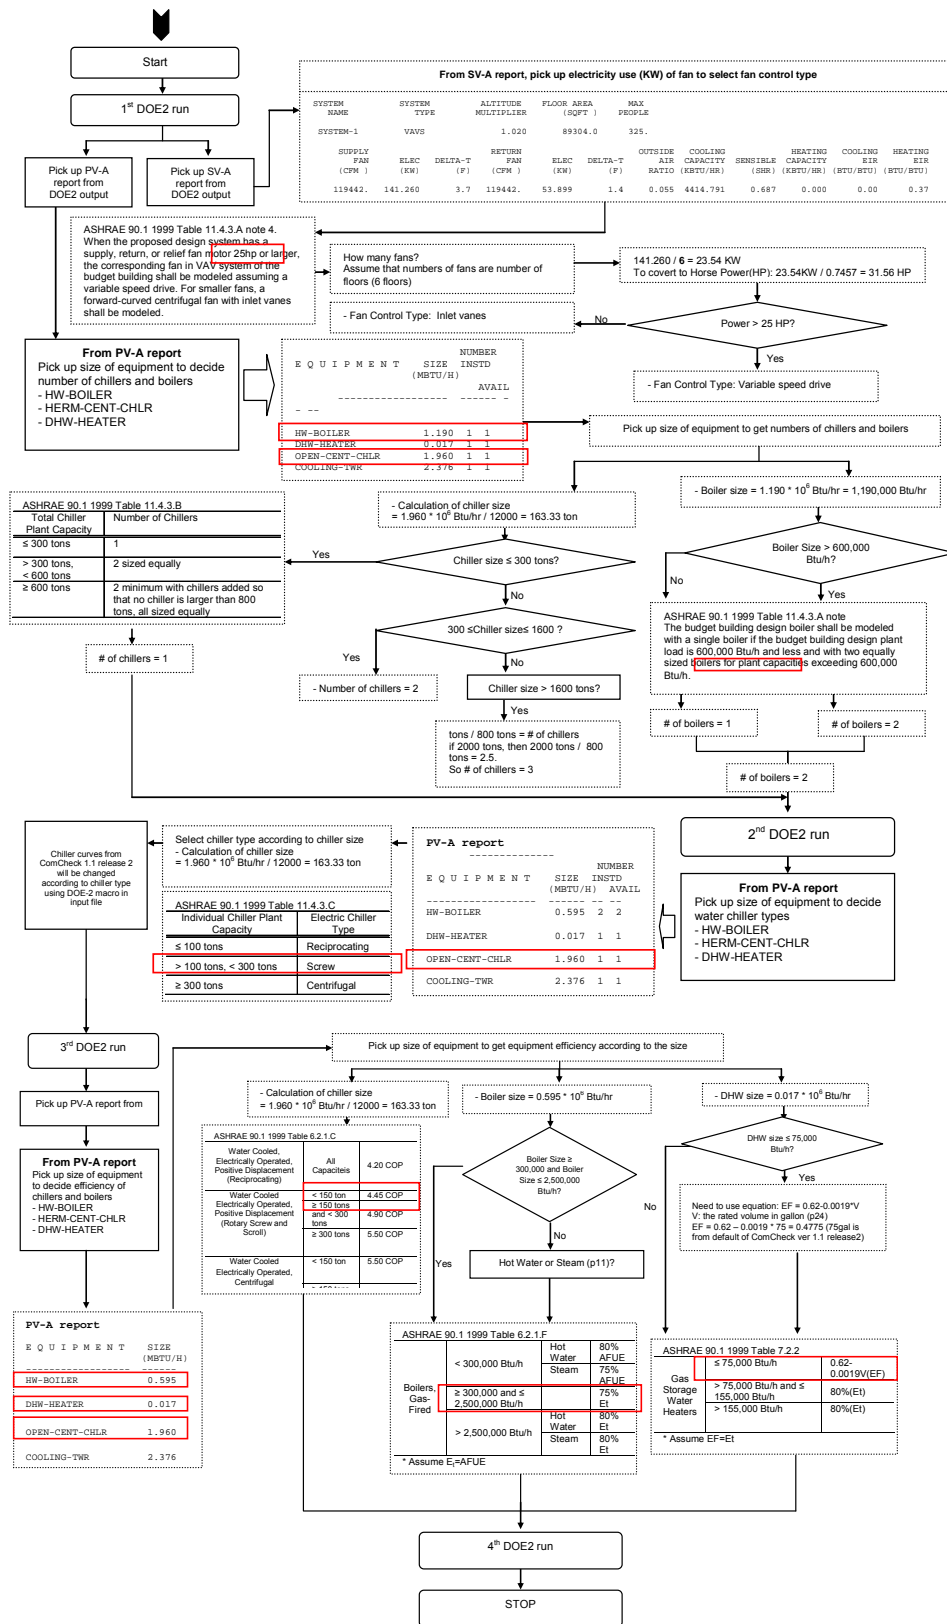 Start
1st DOE2 run
Pick up PV-A
report from
DOE2 output
Pick up SV-A
report from
DOE2 output
From SV-A report, pick up electricity use (KW) of fan to select fan control type
SYSTEM SYSTEM ALTITUDE FLOOR AREA MAX
NAME TYPE MULTIPLIER (SQFT ) PEOPLE
SYSTEM-1 VAVS 1.020 89304.0 325.
SUPPLY RETURN OUTSIDE COOLING HEATING COOLING HEATING
FAN ELEC DELTA-T FAN ELEC DELTA-T AIR CAPACITY SENSIBLE CAPACITY EIR EIR
(CFM ) (KW) (F) (CFM ) (KW) (F) RATIO (KBTU/HR) (SHR) (KBTU/HR) (BTU/BTU) (BTU/BTU)
119442. 141.260 3.7 119442. 53.899 1.4 0.055 4414.791 0.687 0.000 0.00 0.37
ASHRAE 90.1 1999 Table 11.4.3.A note 4.
When the proposed design system has a
supply, return, or relief fan motor 25hp or larger,
the corresponding fan in VAV system of the
budget building shall be modeled assuming a
variable speed drive. For smaller fans, a
forward-curved centrifugal fan with inlet vanes
shall be modeled.
How many fans?
Assume that numbers of fans are number of
floors (6 floors)
141.260 / 6 = 23.54 KW
To covert to Horse Power(HP): 23.54KW / 0.7457 = 31.56 HP
- Fan Control Type: Inlet vanes
No
Power > 25 HP?
Yes
- Fan Control Type: Variable speed drive
From PV-A report
Pick up size of equipment to decide
number of chillers and boilers
- HW-BOILER
- HERM-CENT-CHLR
- DHW-HEATER
NUMBER
E Q U I P M E N T SIZE INSTD
(MBTU/H)
AVAIL
---------------- ------ -
- --
HW-BOILER 1.190 1 1
DHW-HEATER 0.017 1 1
OPEN-CENT-CHLR 1.960 1 1
COOLING-TWR 2.376 1 1
Pick up size of equipment to get numbers of chillers and boilers
- Calculation of chiller size
= 1.960 * 10⁶ Btu/hr / 12000 = 163.33 ton
- Boiler size = 1.190 * 10⁶ Btu/hr = 1,190,000 Btu/hr
ASHRAE 90.1 1999 Table 11.4.3.B
Total Chiller Number of Chillers
Plant Capacity
≤ 300 tons 1
> 300 tons, 2 sized equally
< 600 tons
≥ 600 tons 2 minimum with chillers added so
that no chiller is larger than 800
tons, all sized equally
Yes
Chiller size ≤ 300 tons?
No
Boiler Size > 600,000
Btu/h?
No
Yes
300 ≤Chiller size≤ 1600 ?
Yes
No
ASHRAE 90.1 1999 Table 11.4.3.A note
The budget building design boiler shall be modeled
with a single boiler if the budget building design plant
load is 600,000 Btu/h and less and with two equally
sized boilers for plant capacities exceeding 600,000
Btu/h.
# of chillers = 1
- Number of chillers = 2
Chiller size > 1600 tons?
Yes
tons / 800 tons = # of chillers
if 2000 tons, then 2000 tons / 800
tons = 2.5.
So # of chillers = 3
# of boilers = 1
# of boilers = 2
# of boilers = 2
2nd DOE2 run
From PV-A report
Pick up size of equipment to decide
water chiller types
- HW-BOILER
- HERM-CENT-CHLR
- DHW-HEATER
PV-A report
--------------
NUMBER
E Q U I P M E N T SIZE INSTD
(MBTU/H) AVAIL
------------------ ------- -- --
HW-BOILER 0.595 2 2
DHW-HEATER 0.017 1 1
OPEN-CENT-CHLR 1.960 1 1
COOLING-TWR 2.376 1 1
Select chiller type according to chiller size
- Calculation of chiller size
= 1.960 * 10⁶ Btu/hr / 12000 = 163.33 ton
ASHRAE 90.1 1999 Table 11.4.3.C
Individual Chiller Plant Electric Chiller
Capacity Type
≤ 100 tons Reciprocating
> 100 tons, < 300 tons Screw
≥ 300 tons Centrifugal
Chiller curves from
ComCheck 1.1 release 2
will be changed
according to chiller type
using DOE-2 macro in
input file
3rd DOE2 run
Pick up PV-A report from
From PV-A report
Pick up size of equipment
to decide efficiency of
chillers and boilers
- HW-BOILER
- HERM-CENT-CHLR
- DHW-HEATER
PV-A report
E Q U I P M E N T SIZE
(MBTU/H)
----------------- ------
HW-BOILER 0.595
DHW-HEATER 0.017
OPEN-CENT-CHLR 1.960
COOLING-TWR 2.376
Pick up size of equipment to get equipment efficiency according to the size
- Calculation of chiller size
= 1.960 * 10⁶ Btu/hr / 12000 = 163.33 ton
- Boiler size = 0.595 * 10⁶ Btu/hr
- DHW size = 0.017 * 10⁶ Btu/hr
ASHRAE 90.1 1999 Table 6.2.1.C
Water Cooled,
Electrically Operated,
Positive Displacement
(Reciprocating)
All
Capaciteis
4.20 COP
Water Cooled
Electrically Operated,
Positive Displacement
(Rotary Screw and
Scroll)
< 150 ton 4.45 COP
≥ 150 tons
and < 300
tons
4.90 COP
≥ 300 tons 5.50 COP
Water Cooled
Electrically Operated,
Centrifugal
< 150 ton 5.50 COP
Boiler Size ≥
300,000 and Boiler
Size ≤ 2,500,000
Btu/h?
Yes
No
Hot Water or Steam (p11)?
DHW size ≤ 75,000
Btu/h?
Yes
Need to use equation: EF = 0.62-0.0019*V
V: the rated volume in gallon (p24)
EF = 0.62 – 0.0019 * 75 = 0.4775 (75gal is
from default of ComCheck ver 1.1 release2)
ASHRAE 90.1 1999 Table 6.2.1.F
Boilers,
Gas-
Fired
< 300,000 Btu/h
Hot
Water
80%
AFUE
Steam
75%
AFUE
≥ 300,000 and ≤
2,500,000 Btu/h
75%
Et
> 2,500,000 Btu/h
Hot
Water
80%
Et
Steam
80%
Et
* Assume Et=AFUE
ASHRAE 90.1 1999 Table 7.2.2
Gas
Storage
Water
Heaters
≤ 75,000 Btu/h
0.62-
0.0019V(EF)
> 75,000 Btu/h and ≤
155,000 Btu/h
80%(Et)
> 155,000 Btu/h 80%(Et)
* Assume EF=Et
4th DOE2 run
STOP